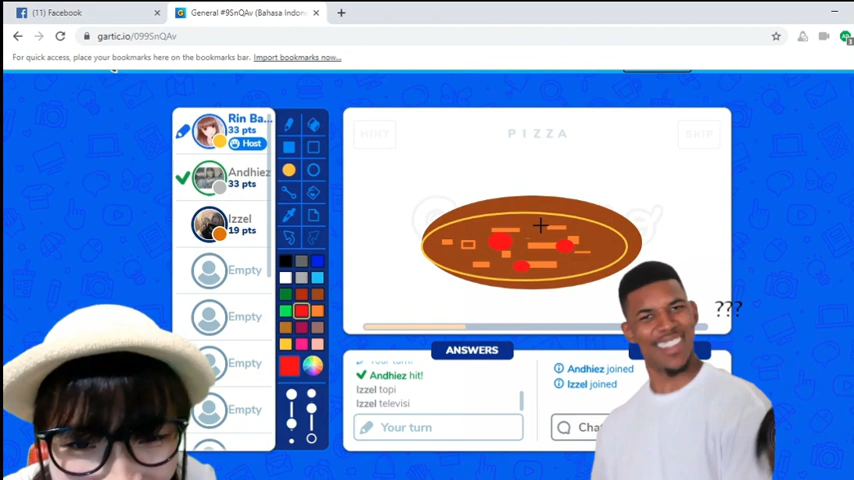 (11) Facebook
General #9SnQAv (Bahasa Indon
gartic.io/099SnQAv
For quick access, place your bookmarks here on the bookmarks bar. Import bookmarks now...
Rin Ba...
33 pts
Host
Andhiez
33 pts
Izzel
19 pts
Empty
Empty
Empty
Empty
HINT
PIZZA
SKIP
???
ANSWERS
Your turn!
Andhiez hit!
Izzel topi
Izzel televisi
Your turn
Andhiez joined
Izzel joined
Cha